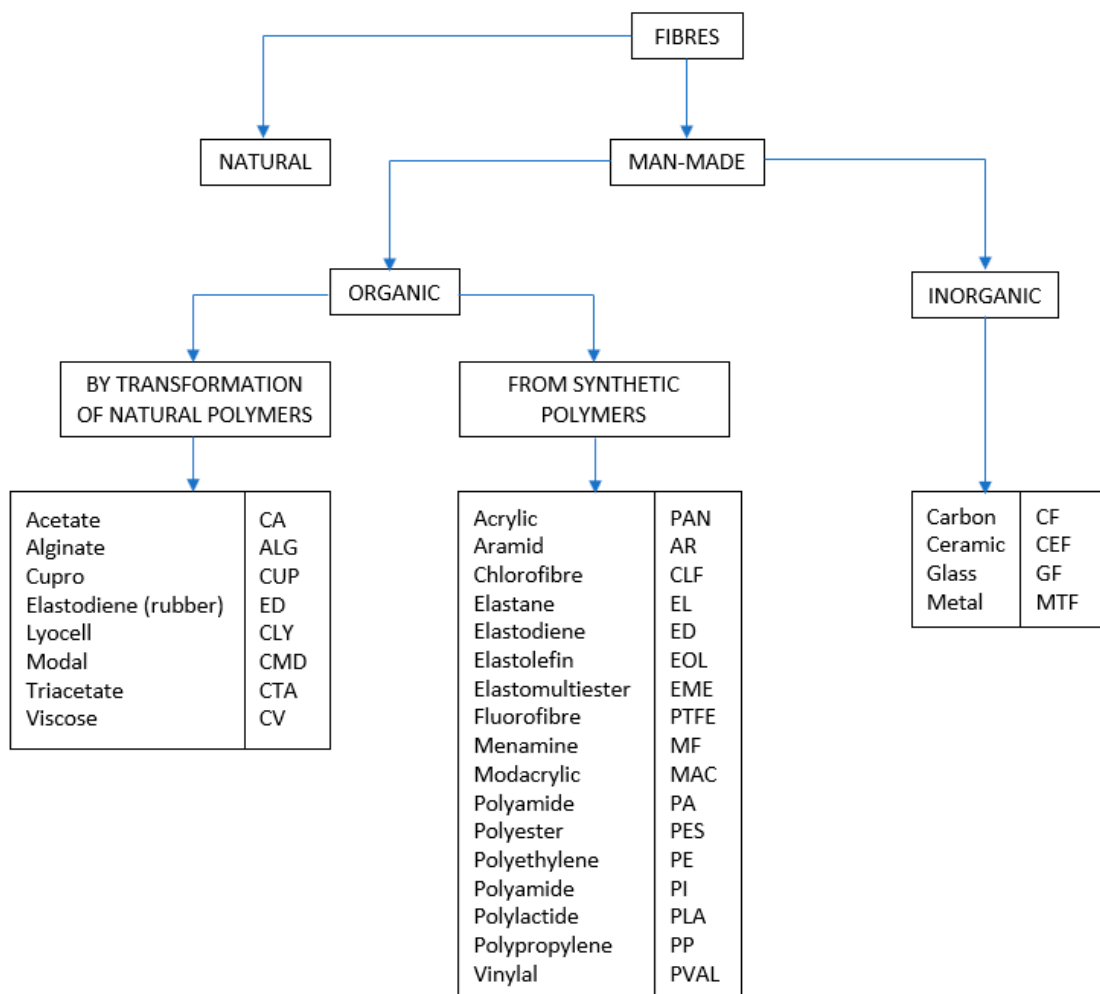 FIBRES
NATURAL
MAN-MADE
ORGANIC
INORGANIC
BY TRANSFORMATION
OF NATURAL POLYMERS
FROM SYNTHETIC
POLYMERS
Acetate CA
Alginate ALG
Cupro CUP
Elastodiene (rubber) ED
Lyocell CLY
Modal CMD
Triacetate CTA
Viscose CV
Acrylic PAN
Aramid AR
Chlorofibre CLF
Elastane EL
Elastodiene ED
Elastolefin EOL
Elastomultiester EME
Fluorofibre PTFE
Menamine MF
Modacrylic MAC
Polyamide PA
Polyester PES
Polyethylene PE
Polyamide PI
Polylactide PLA
Polypropylene PP
Vinylal PVAL
Carbon CF
Ceramic CEF
Glass GF
Metal MTF